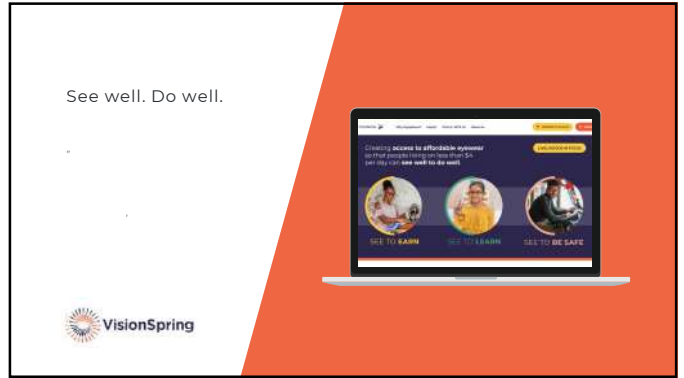 See well. Do well.
Creating access to affordable eyewear
so that people living on less than $4
per day can see well to do well.
SEE TO EARN
SEE TO LEARN
SEE TO BE SAFE
VisionSpring